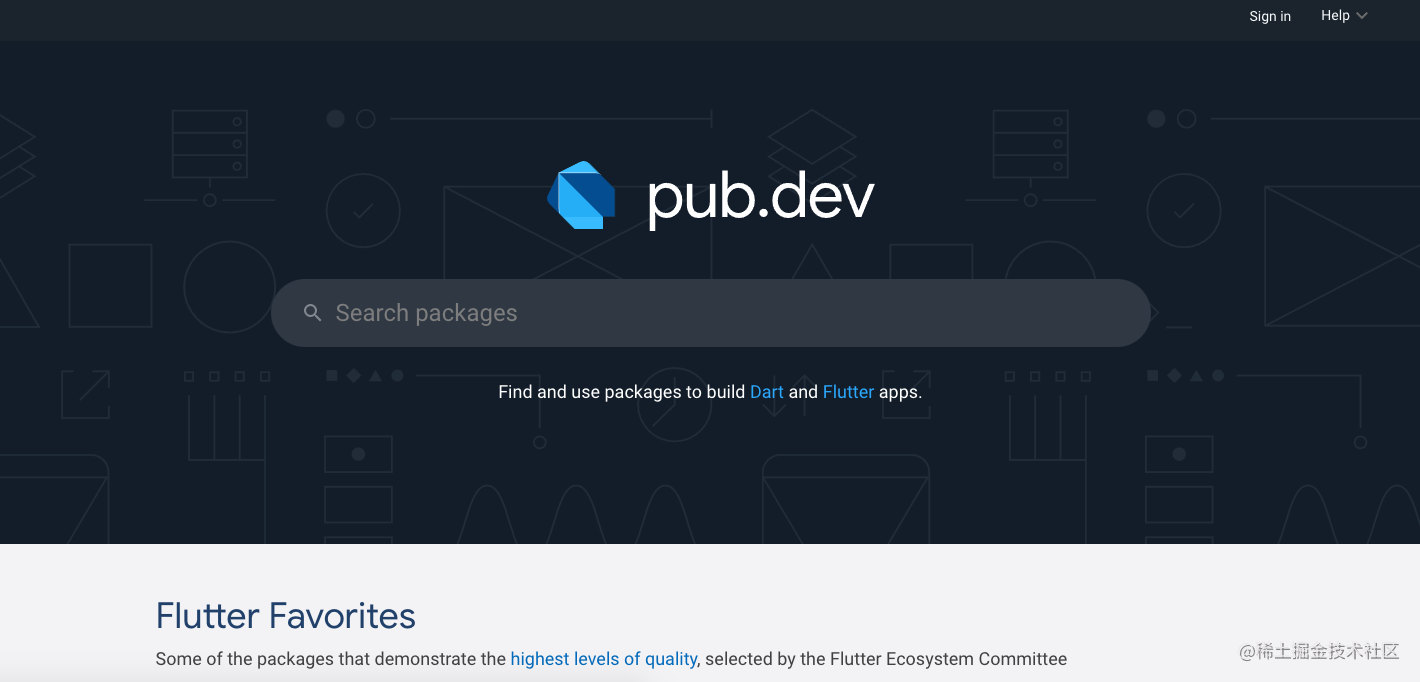 Sign in
Help
pub.dev
Search packages
Find and use packages to build Dart and Flutter apps.
Flutter Favorites
Some of the packages that demonstrate the highest levels of quality, selected by the Flutter Ecosystem Committee
@稀土掘金技术社区